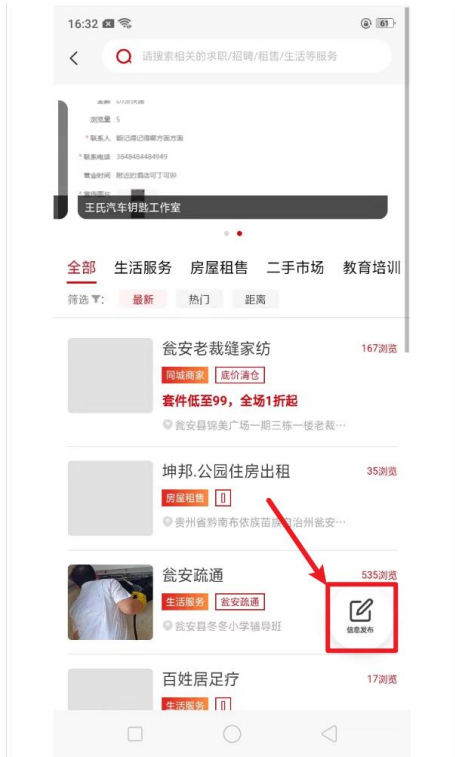 16:32
61
请搜索相关的求职/招聘/租售/生活等服务
浏览量 5
*联系人
*联系电话 3848484484949
营业时间
王氏汽车钥匙工作室
全部 生活服务 房屋租售 二手市场 教育培训
筛选 : 最新 热门 距离
瓮安老裁缝家纺 167浏览
同城商家 底价清仓
套件低至99，全场1折起
瓮安县锦美广场一期三栋一楼老裁…
坤邦.公园住房出租 35浏览
房屋租售 []
贵州省黔南布依族苗族自治州瓮安…
瓮安疏通 535浏览
生活服务 瓮安疏通
瓮安县冬冬小学辅导班
信息发布
百姓居足疗 17浏览
生活服务 []